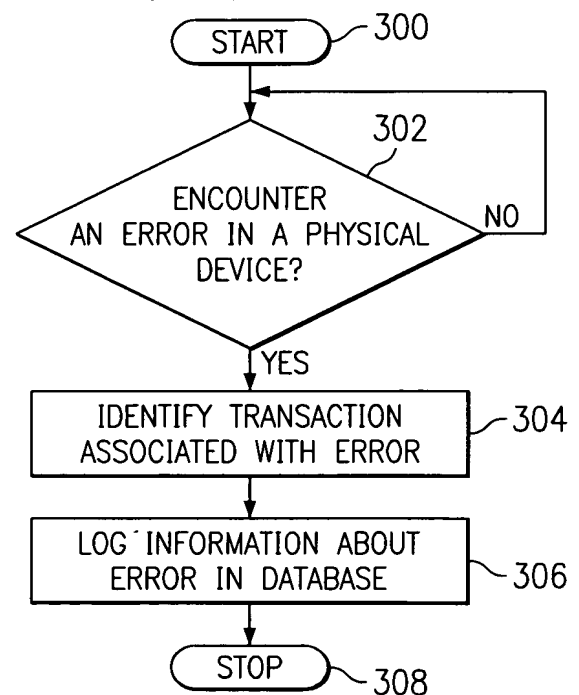 START
300
302
ENCOUNTER
AN ERROR IN A PHYSICAL
DEVICE?
NO
YES
IDENTIFY TRANSACTION
ASSOCIATED WITH ERROR
304
LOG INFORMATION ABOUT
ERROR IN DATABASE
306
STOP
308